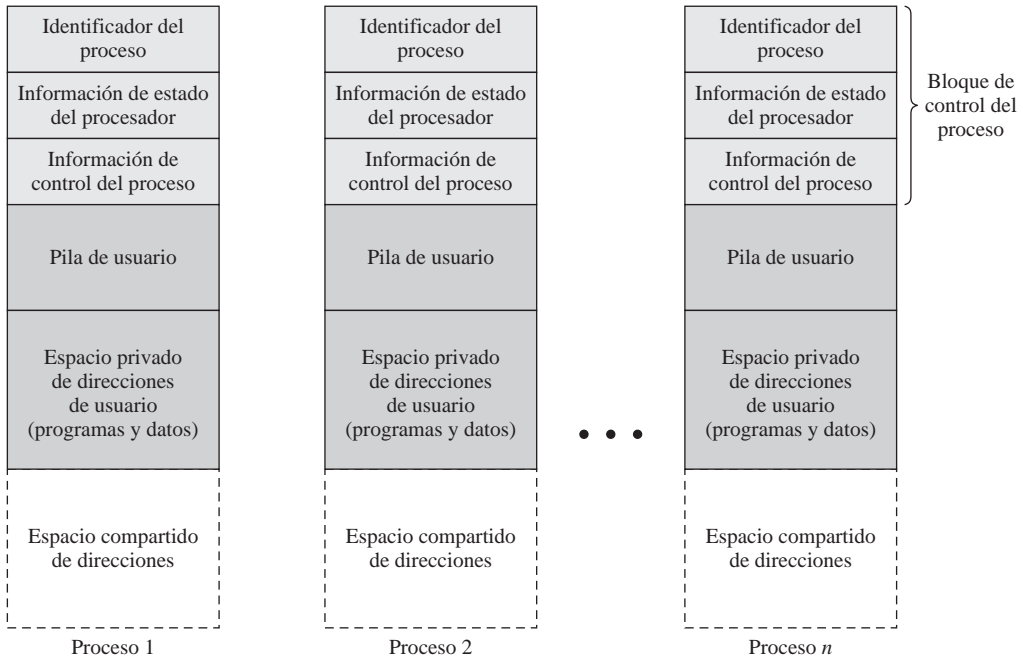 Identificador del
proceso
Información de estado
del procesador
Información de
control del proceso
Pila de usuario
Espacio privado
de direcciones
de usuario
(programas y datos)
Espacio compartido
de direcciones
Proceso 1
Identificador del
proceso
Información de estado
del procesador
Información de
control del proceso
Pila de usuario
Espacio privado
de direcciones
de usuario
(programas y datos)
Espacio compartido
de direcciones
Proceso 2
Identificador del
proceso
Información de estado
del procesador
Información de
control del proceso
Pila de usuario
Espacio privado
de direcciones
de usuario
(programas y datos)
Espacio compartido
de direcciones
Proceso n
Bloque de
control del
proceso